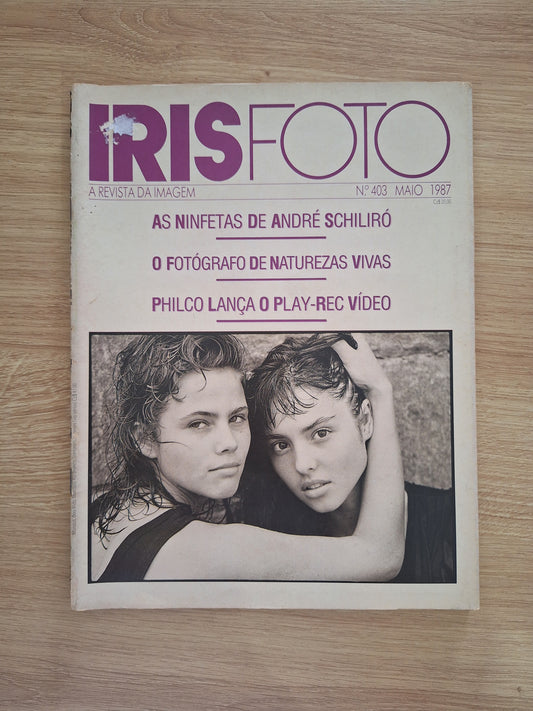 IRISFOTO
A REVISTA DA IMAGEM
N.º 403 MAIO 1987
AS NINFETAS DE ANDRÉ SCHILIRÓ
O FOTÓGRAFO DE NATUREZAS VIVAS
PHILCO LANÇA O PLAY-REC VÍDEO